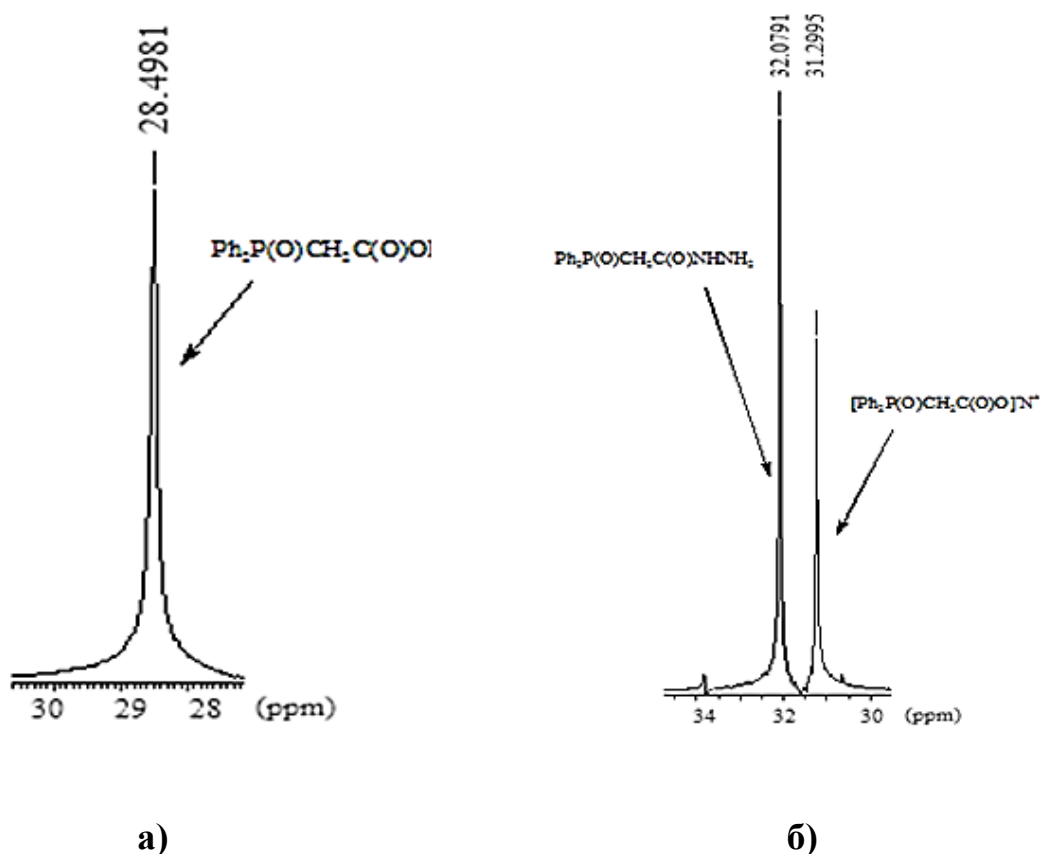 28.4981
Ph₂P(O)CH₂C(O)O
30 29 28 (ppm)
а)
32.0791
31.2995
Ph₂P(O)CH₂C(O)NHNH₂
[Ph₂P(O)CH₂C(O)O]⁻N⁺
34 32 30 (ppm)
б)